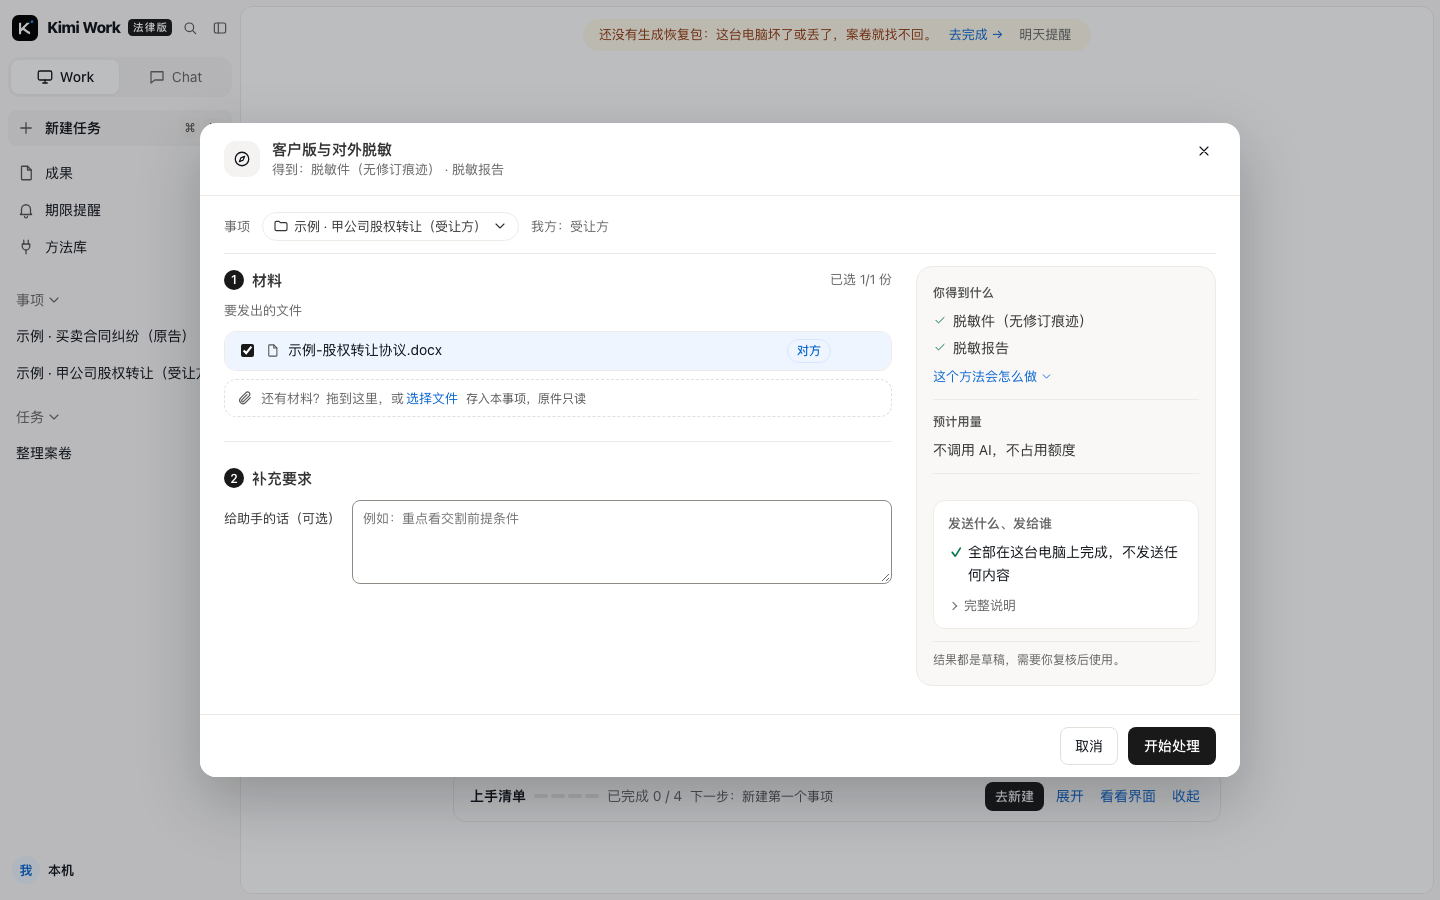 Kimi Work 法律版
Work
Chat
新建任务 ⌘
成果
期限提醒
方法库
事项
示例 · 买卖合同纠纷（原告）
示例 · 甲公司股权转让（受让
任务
整理案卷
我 本机
还没有生成恢复包：这台电脑坏了或丢了，案卷就找不回。 去完成 → 明天提醒
客户版与对外脱敏
得到：脱敏件（无修订痕迹） · 脱敏报告
事项 示例 · 甲公司股权转让（受让方） 我方：受让方
1 材料 已选 1/1 份
要发出的文件
示例-股权转让协议.docx 对方
还有材料？拖到这里，或 选择文件 存入本事项，原件只读
2 补充要求
给助手的话（可选） 例如：重点看交割前提条件
你得到什么
脱敏件（无修订痕迹）
脱敏报告
这个方法会怎么做
预计用量
不调用 AI，不占用额度
发送什么、发给谁
全部在这台电脑上完成，不发送任
何内容
完整说明
结果都是草稿，需要你复核后使用。
取消 开始处理
上手清单 已完成 0 / 4 下一步：新建第一个事项 去新建 展开 看看界面 收起